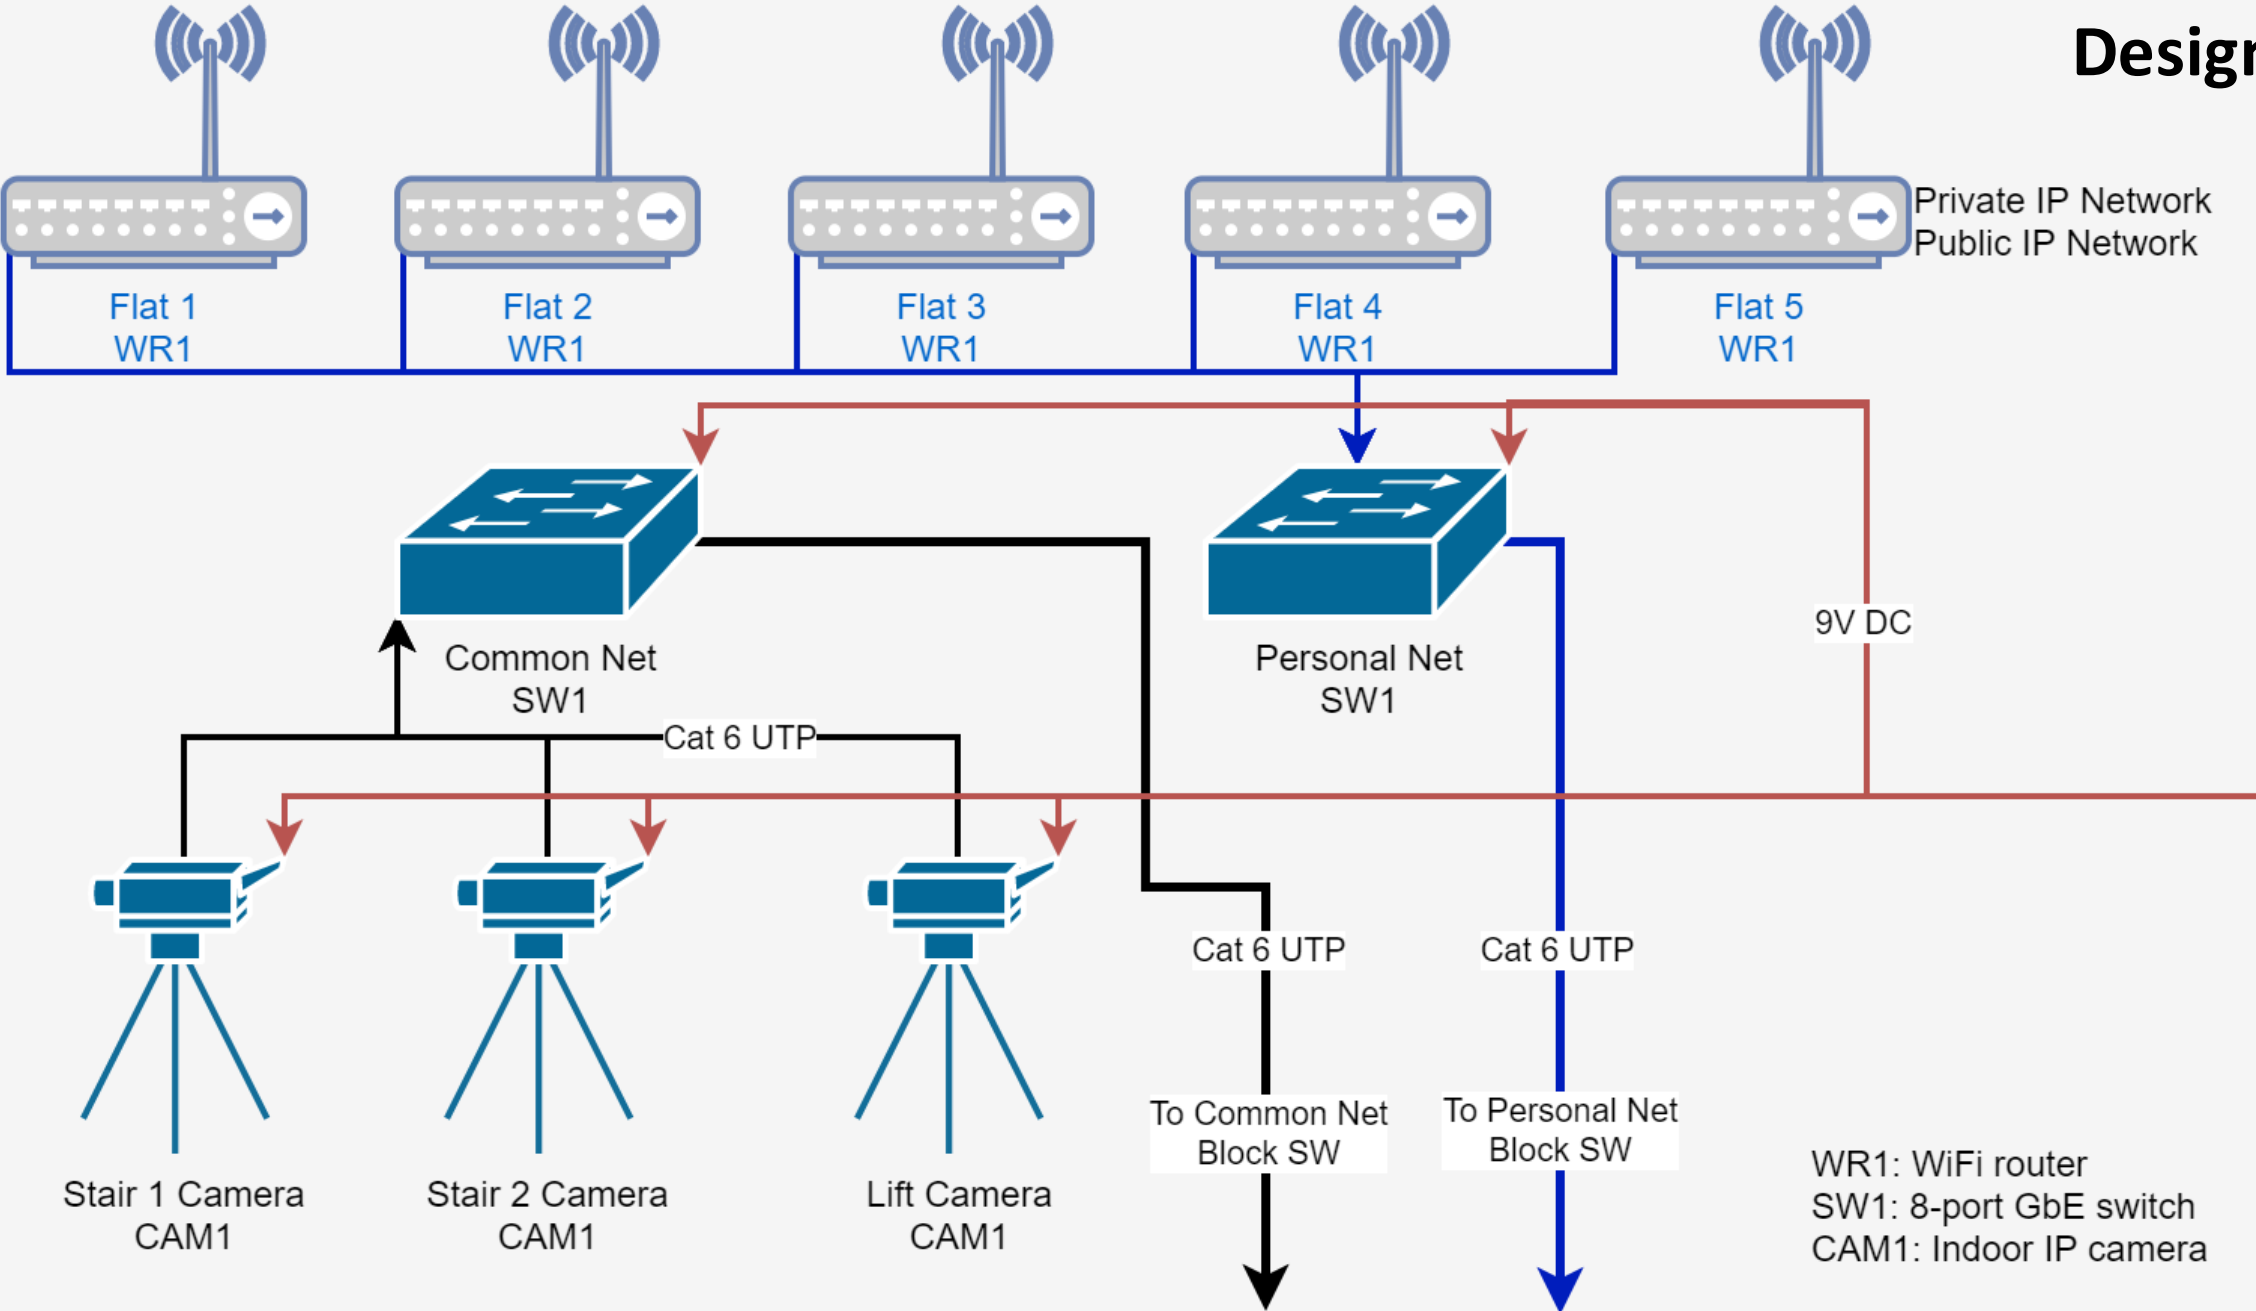 Design
Private IP Network
Public IP Network
Flat 1
WR1
Flat 2
WR1
Flat 3
WR1
Flat 4
WR1
Flat 5
WR1
9V DC
Common Net
SW1
Personal Net
SW1
Cat 6 UTP
Cat 6 UTP
Cat 6 UTP
To Common Net
Block SW
To Personal Net
Block SW
Stair 1 Camera
CAM1
Stair 2 Camera
CAM1
Lift Camera
CAM1
WR1: WiFi router
SW1: 8-port GbE switch
CAM1: Indoor IP camera